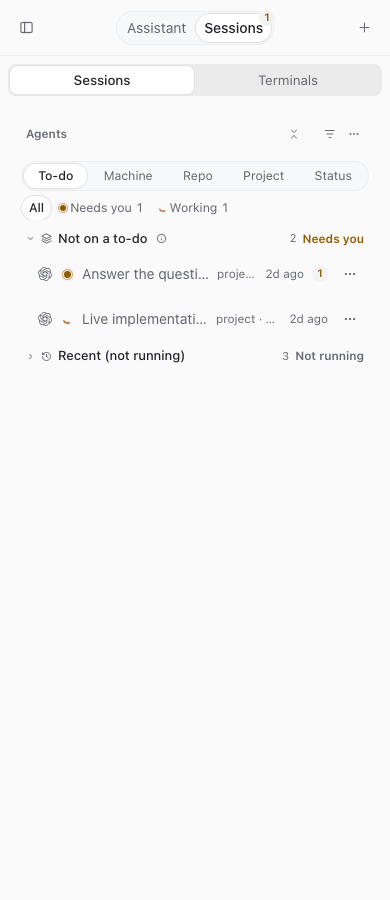 Assistant Sessions 1
Sessions Terminals
Agents
To-do Machine Repo Project Status
All Needs you 1 Working 1
Not on a to-do 2 Needs you
Answer the questi... proje... 2d ago 1
Live implementati... project · ... 2d ago
Recent (not running) 3 Not running